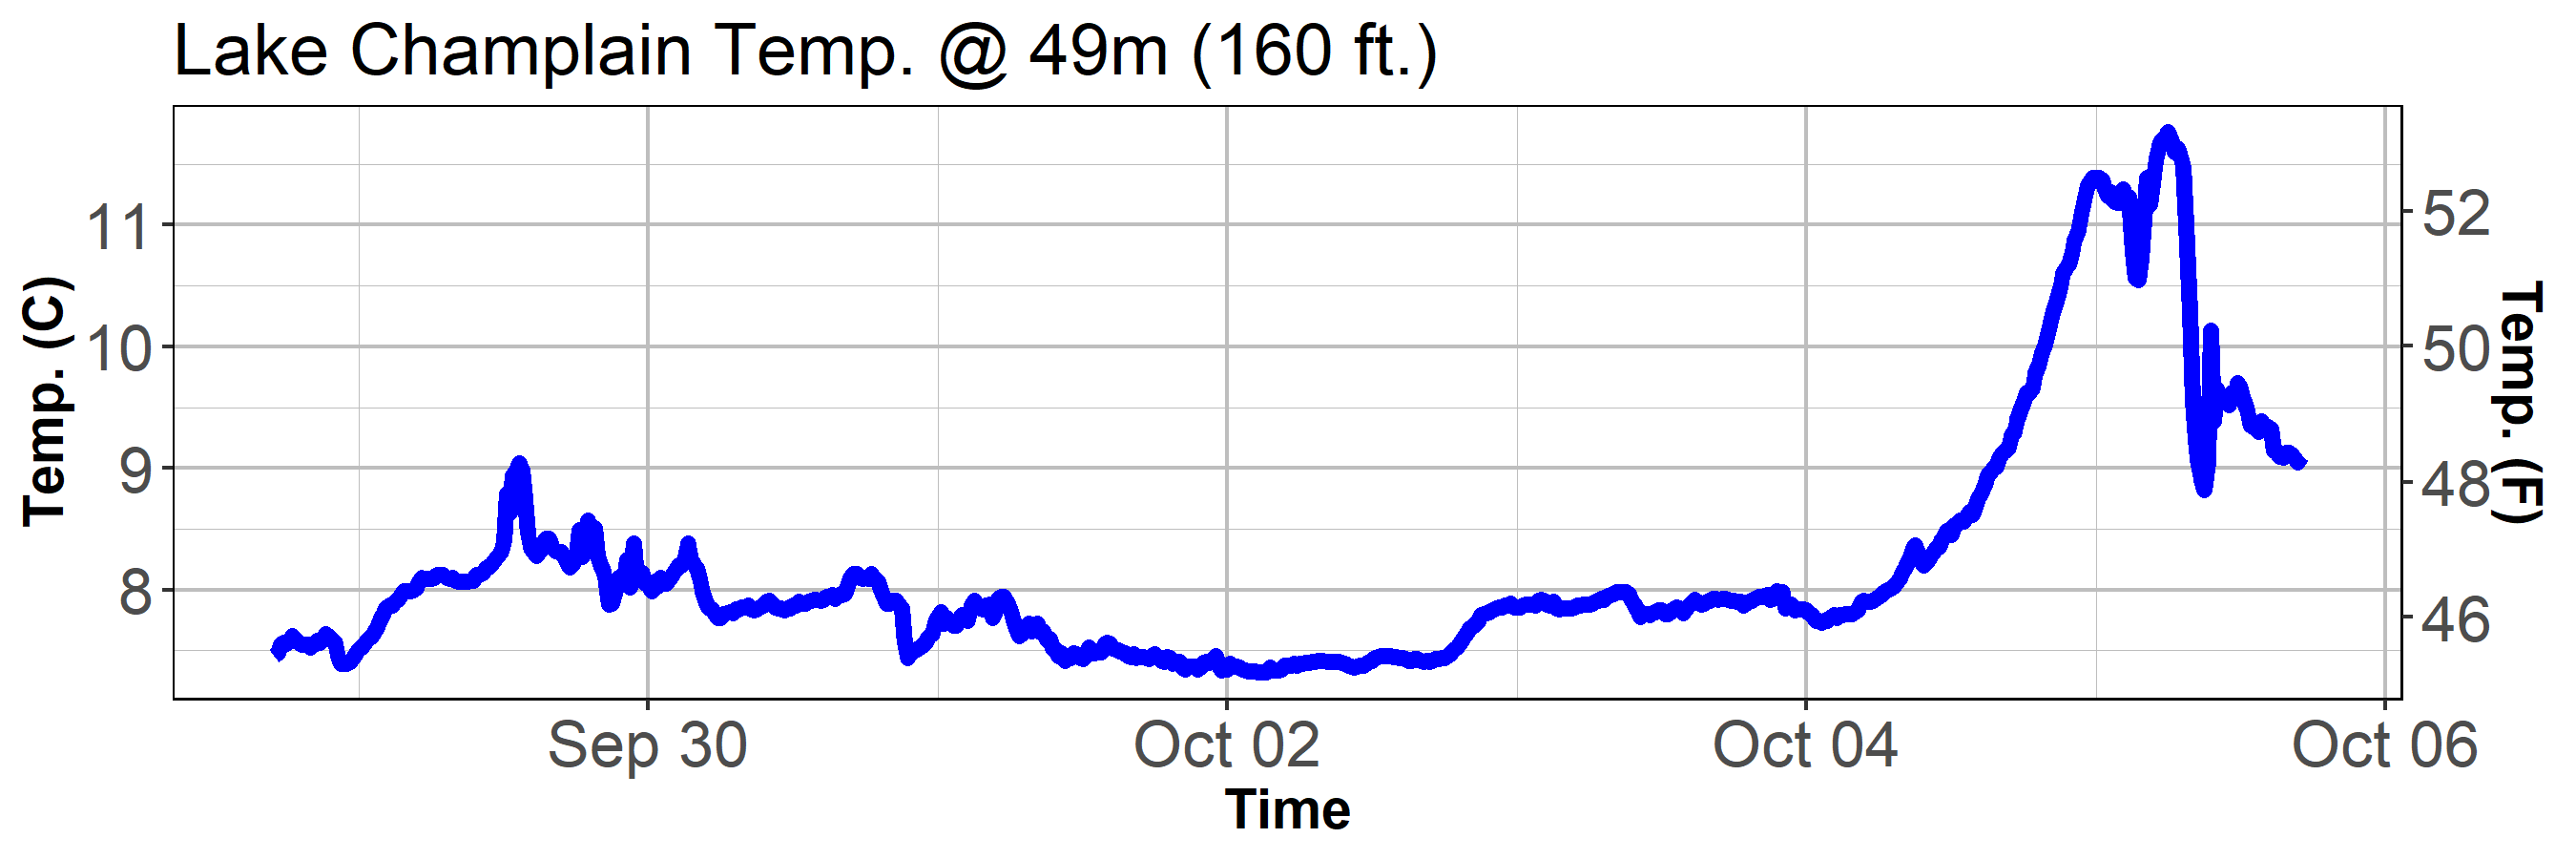 Lake Champlain Temp. @ 49m (160 ft.)
Temp. (C)
11
10
9
8
52
50
48
46
Temp. (F)
Sep 30
Oct 02
Oct 04
Oct 06
Time